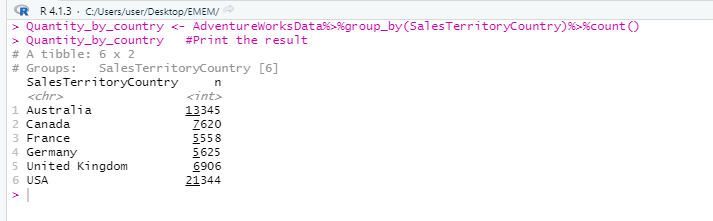 R R 4.1.3 · C:/Users/user/Desktop/EMEM/
> Quantity_by_country <- AdventureWorksData%>%group_by(SalesTerritoryCountry)%>%count()
> Quantity_by_country   #Print the result
# A tibble: 6 x 2
# Groups:   SalesTerritoryCountry [6]
  SalesTerritoryCountry     n
  <chr>                 <int>
1 Australia             13345
2 Canada                 7620
3 France                 5558
4 Germany                5625
5 United Kingdom         6906
6 USA                   21344
>